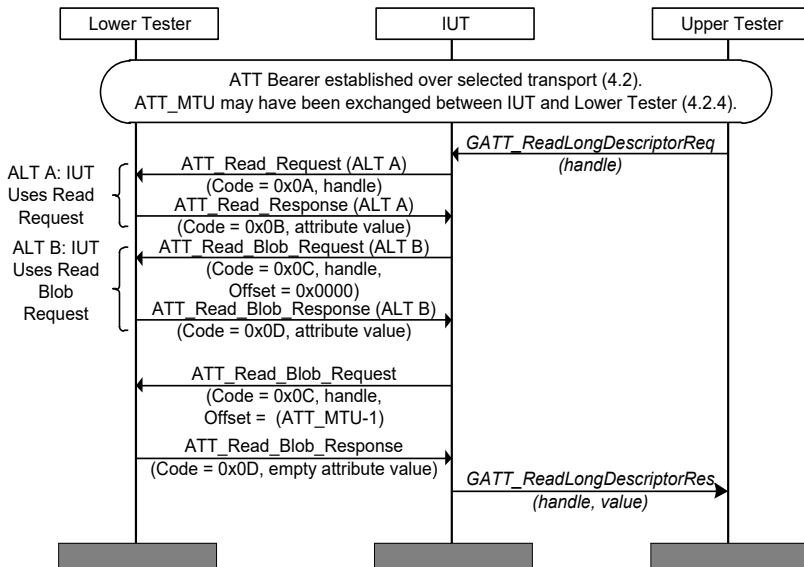 Lower Tester
IUT
Upper Tester
ATT Bearer established over selected transport (4.2).
ATT_MTU may have been exchanged between IUT and Lower Tester (4.2.4).
GATT_ReadLongDescriptorReq
(handle)
ALT A: IUT
Uses Read
Request
ATT_Read_Request (ALT A)
(Code = 0x0A, handle)
ATT_Read_Response (ALT A)
(Code = 0x0B, attribute value)
ALT B: IUT
Uses Read
Blob
Request
ATT_Read_Blob_Request (ALT B)
(Code = 0x0C, handle,
Offset = 0x0000)
ATT_Read_Blob_Response (ALT B)
(Code = 0x0D, attribute value)
ATT_Read_Blob_Request
(Code = 0x0C, handle,
Offset = (ATT_MTU-1)
ATT_Read_Blob_Response
(Code = 0x0D, empty attribute value)
GATT_ReadLongDescriptorRes
(handle, value)